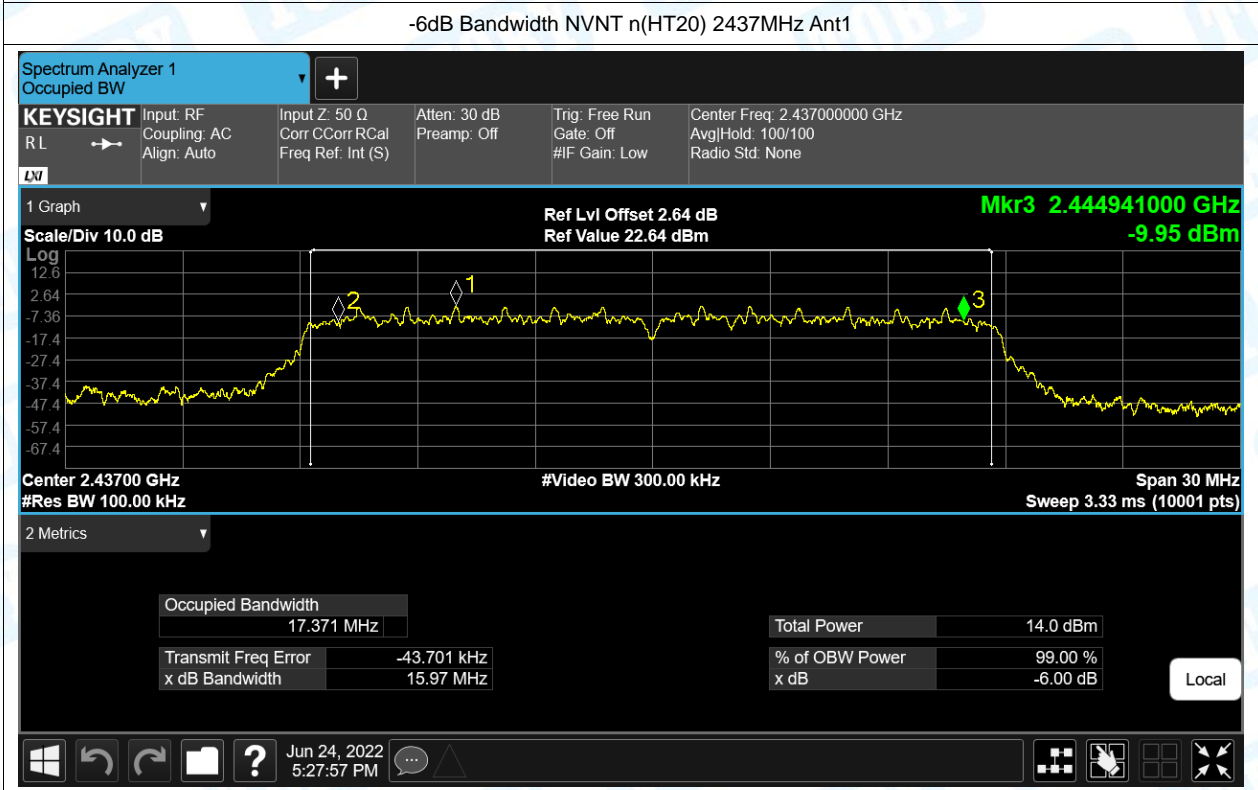 -6dB Bandwidth NVNT n(HT20) 2437MHz Ant1
Spectrum Analyzer 1
Occupied BW
KEYSIGHT Input: RF Input Z: 50 Ω Atten: 30 dB Trig: Free Run Center Freq: 2.437000000 GHz
RL Coupling: AC Corr CCorr RCal Preamp: Off Gate: Off Avg|Hold: 100/100
Align: Auto Freq Ref: Int (S) #IF Gain: Low Radio Std: None
LXI
1 Graph Ref Lvl Offset 2.64 dB Mkr3 2.444941000 GHz
Scale/Div 10.0 dB Ref Value 22.64 dBm -9.95 dBm
Log
12.6
2.64
-7.36
-17.4
-27.4
-37.4
-47.4
-57.4
-67.4
2 1 3
Center 2.43700 GHz #Video BW 300.00 kHz Span 30 MHz
#Res BW 100.00 kHz Sweep 3.33 ms (10001 pts)
2 Metrics
Occupied Bandwidth
17.371 MHz Total Power 14.0 dBm
Transmit Freq Error -43.701 kHz % of OBW Power 99.00 %
x dB Bandwidth 15.97 MHz x dB -6.00 dB
Local
? Jun 24, 2022
5:27:57 PM